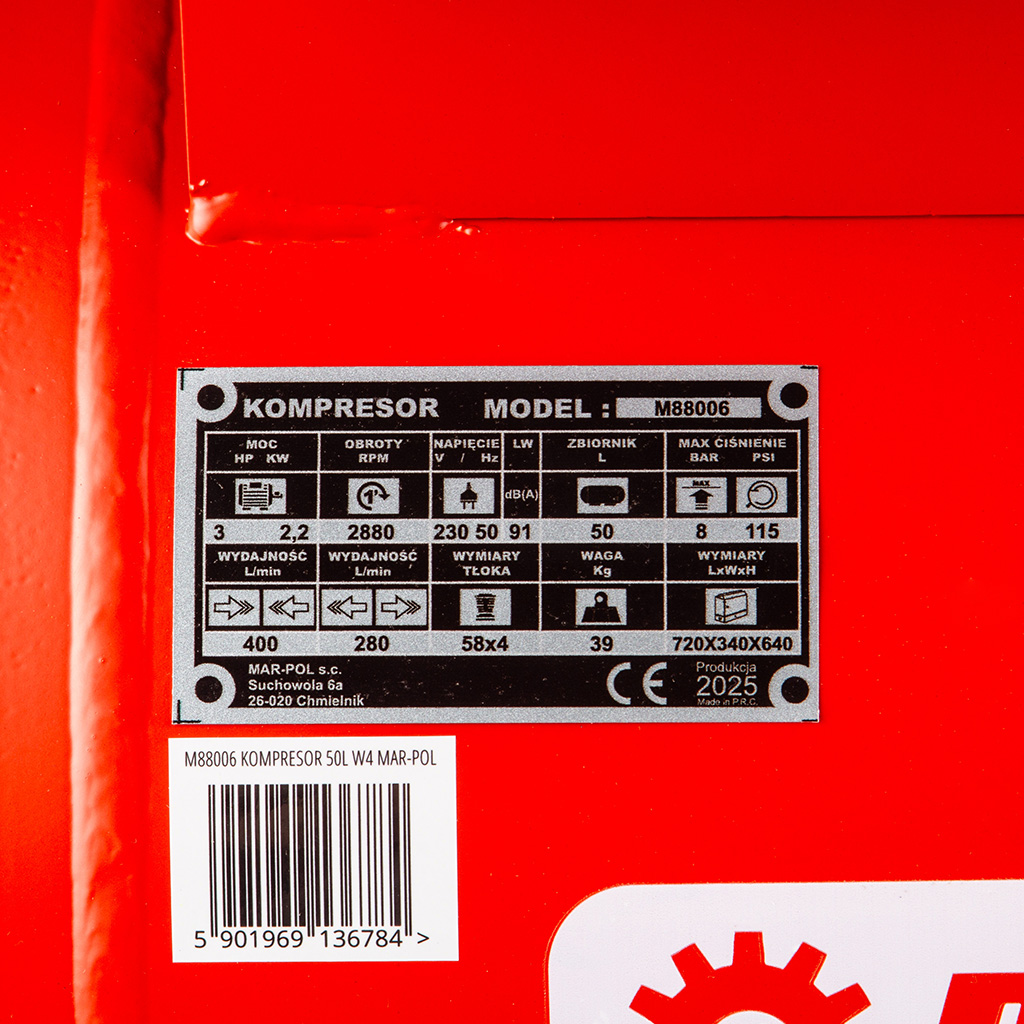 KOMPRESOR MODEL : M88006
MOC OBROTY NAPIĘCIE LW ZBIORNIK MAX CIŚNIENIE
HP KW RPM V / Hz L BAR PSI
MAX
1' dB(A)
3 2,2 2880 230 50 91 50 8 115
WYDAJNOŚĆ WYDAJNOŚĆ WYMIARY WAGA WYMIARY
L/min L/min TŁOKA Kg LxWxH
400 280 58x4 39 720X340X640
MAR-POL s.c.
Suchowola 6a
26-020 Chmielnik
CE
Produkcja
2025
Made in P.R.C.
M88006 KOMPRESOR 50L W4 MAR-POL
5 901969 136784 >